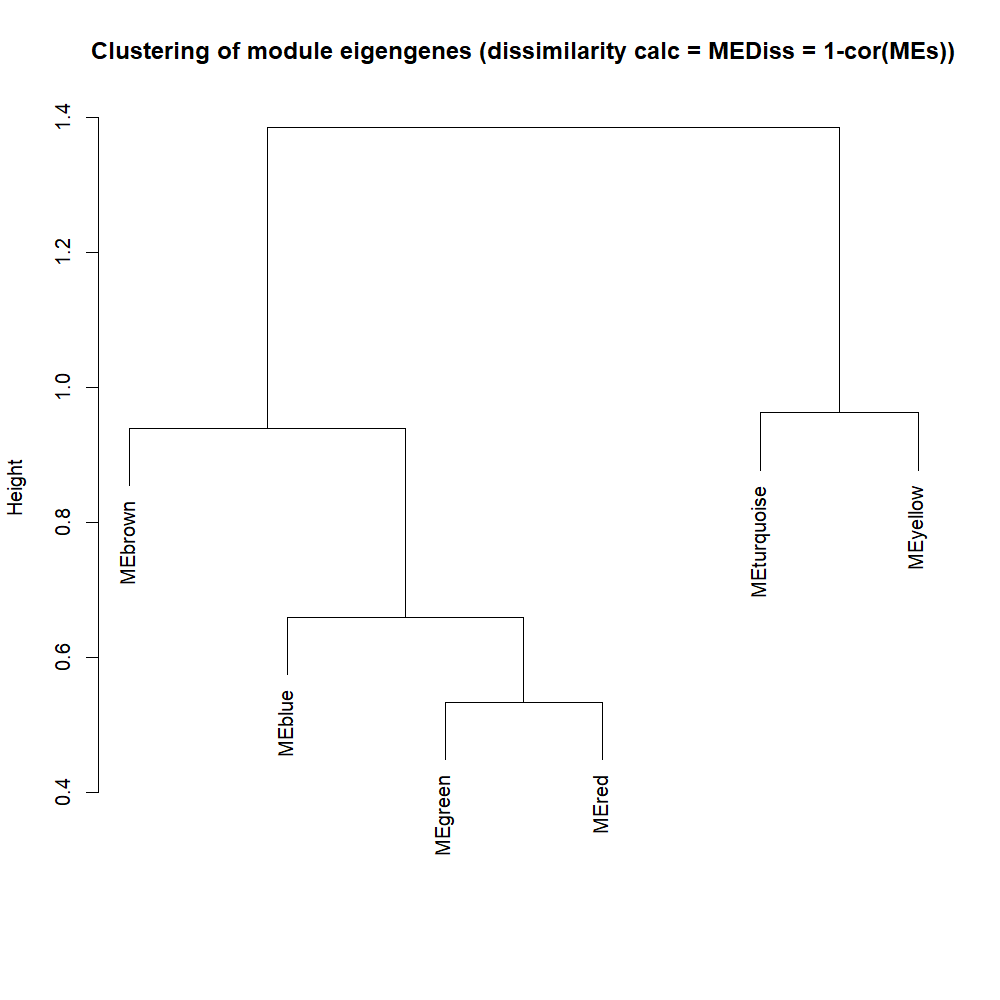 Clustering of module eigengenes (dissimilarity calc = MEDiss = 1-cor(MEs))
Height
1.4
1.2
1.0
0.8
0.6
0.4
MEbrown
MEblue
MEgreen
MEred
MEturquoise
MEyellow